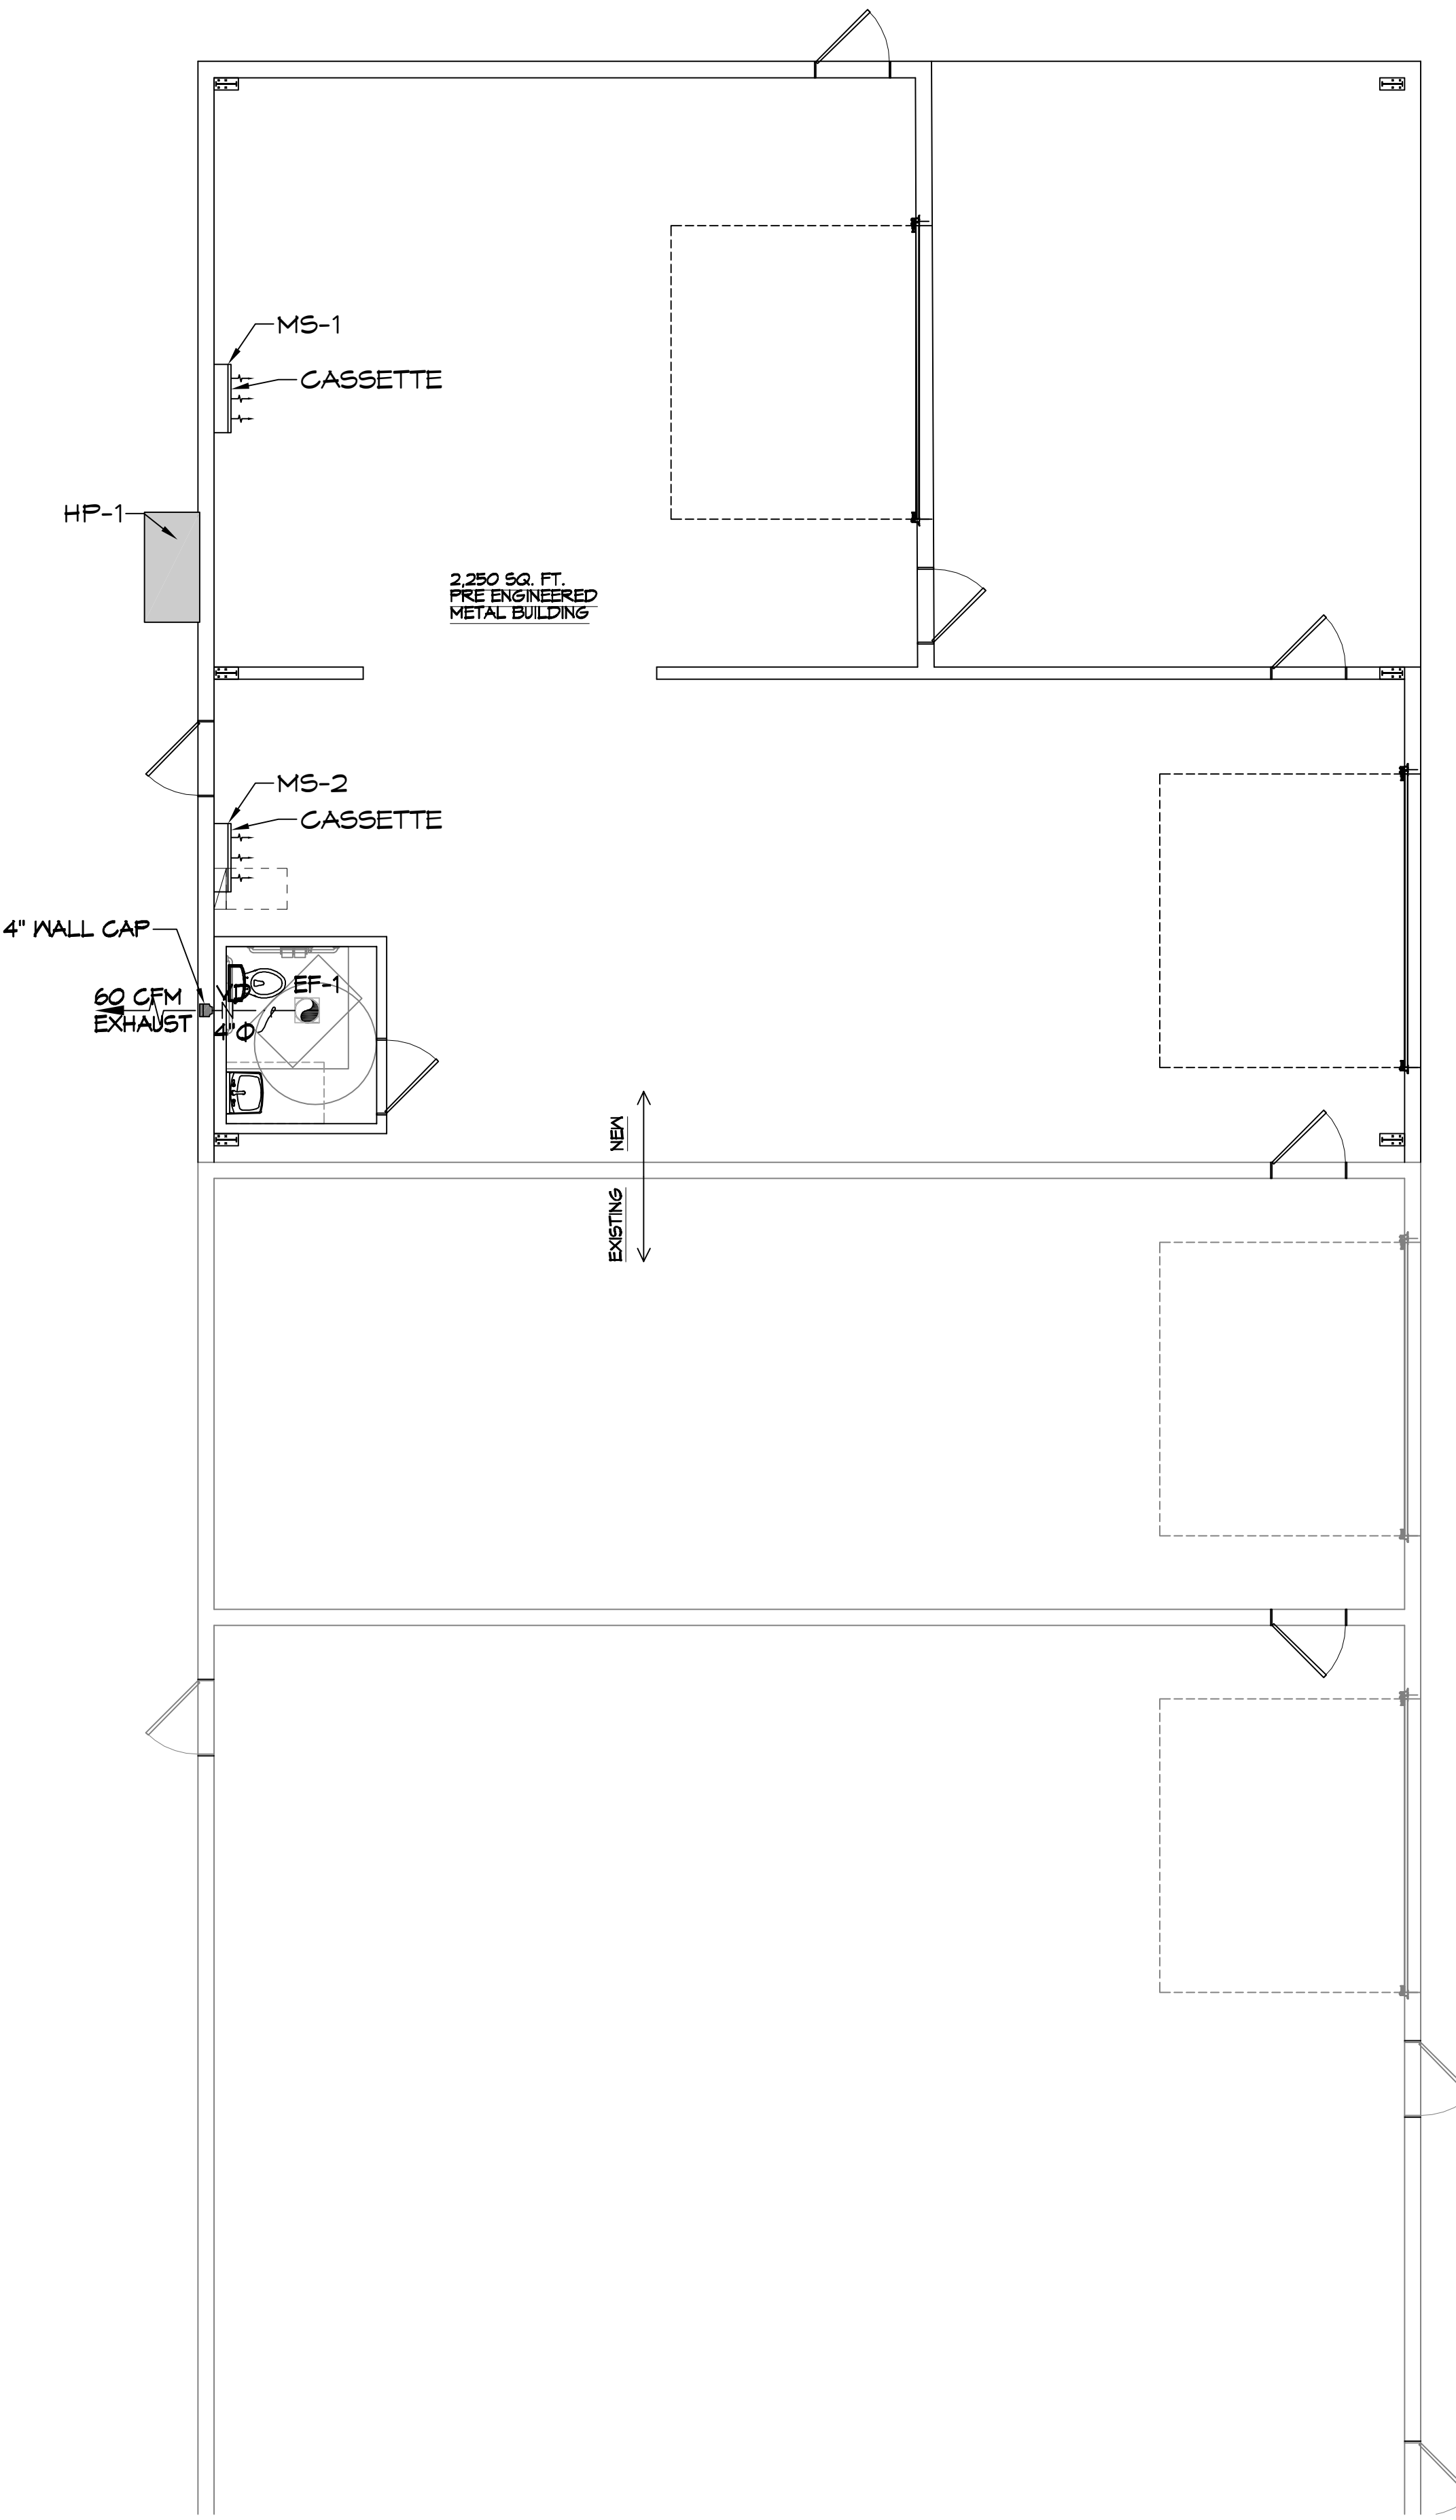 MS-1
CASSETTE
HP-1
2,250 SQ. FT.
PRE ENGINEERED
METAL BUILDING
MS-2
CASSETTE
4" WALL CAP
60 CFM
EXHAUST
VD
4"Ø
EF-1
NEW
EXISTING